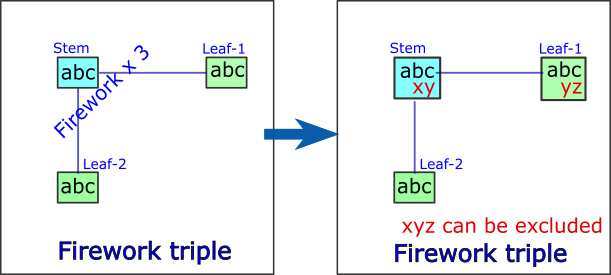 Stem
Leaf-1
abc
abc
Firework x 3
Leaf-2
abc
Firework triple
Stem
Leaf-1
abc
xy
abc
yz
Leaf-2
abc
xyz can be excluded
Firework triple